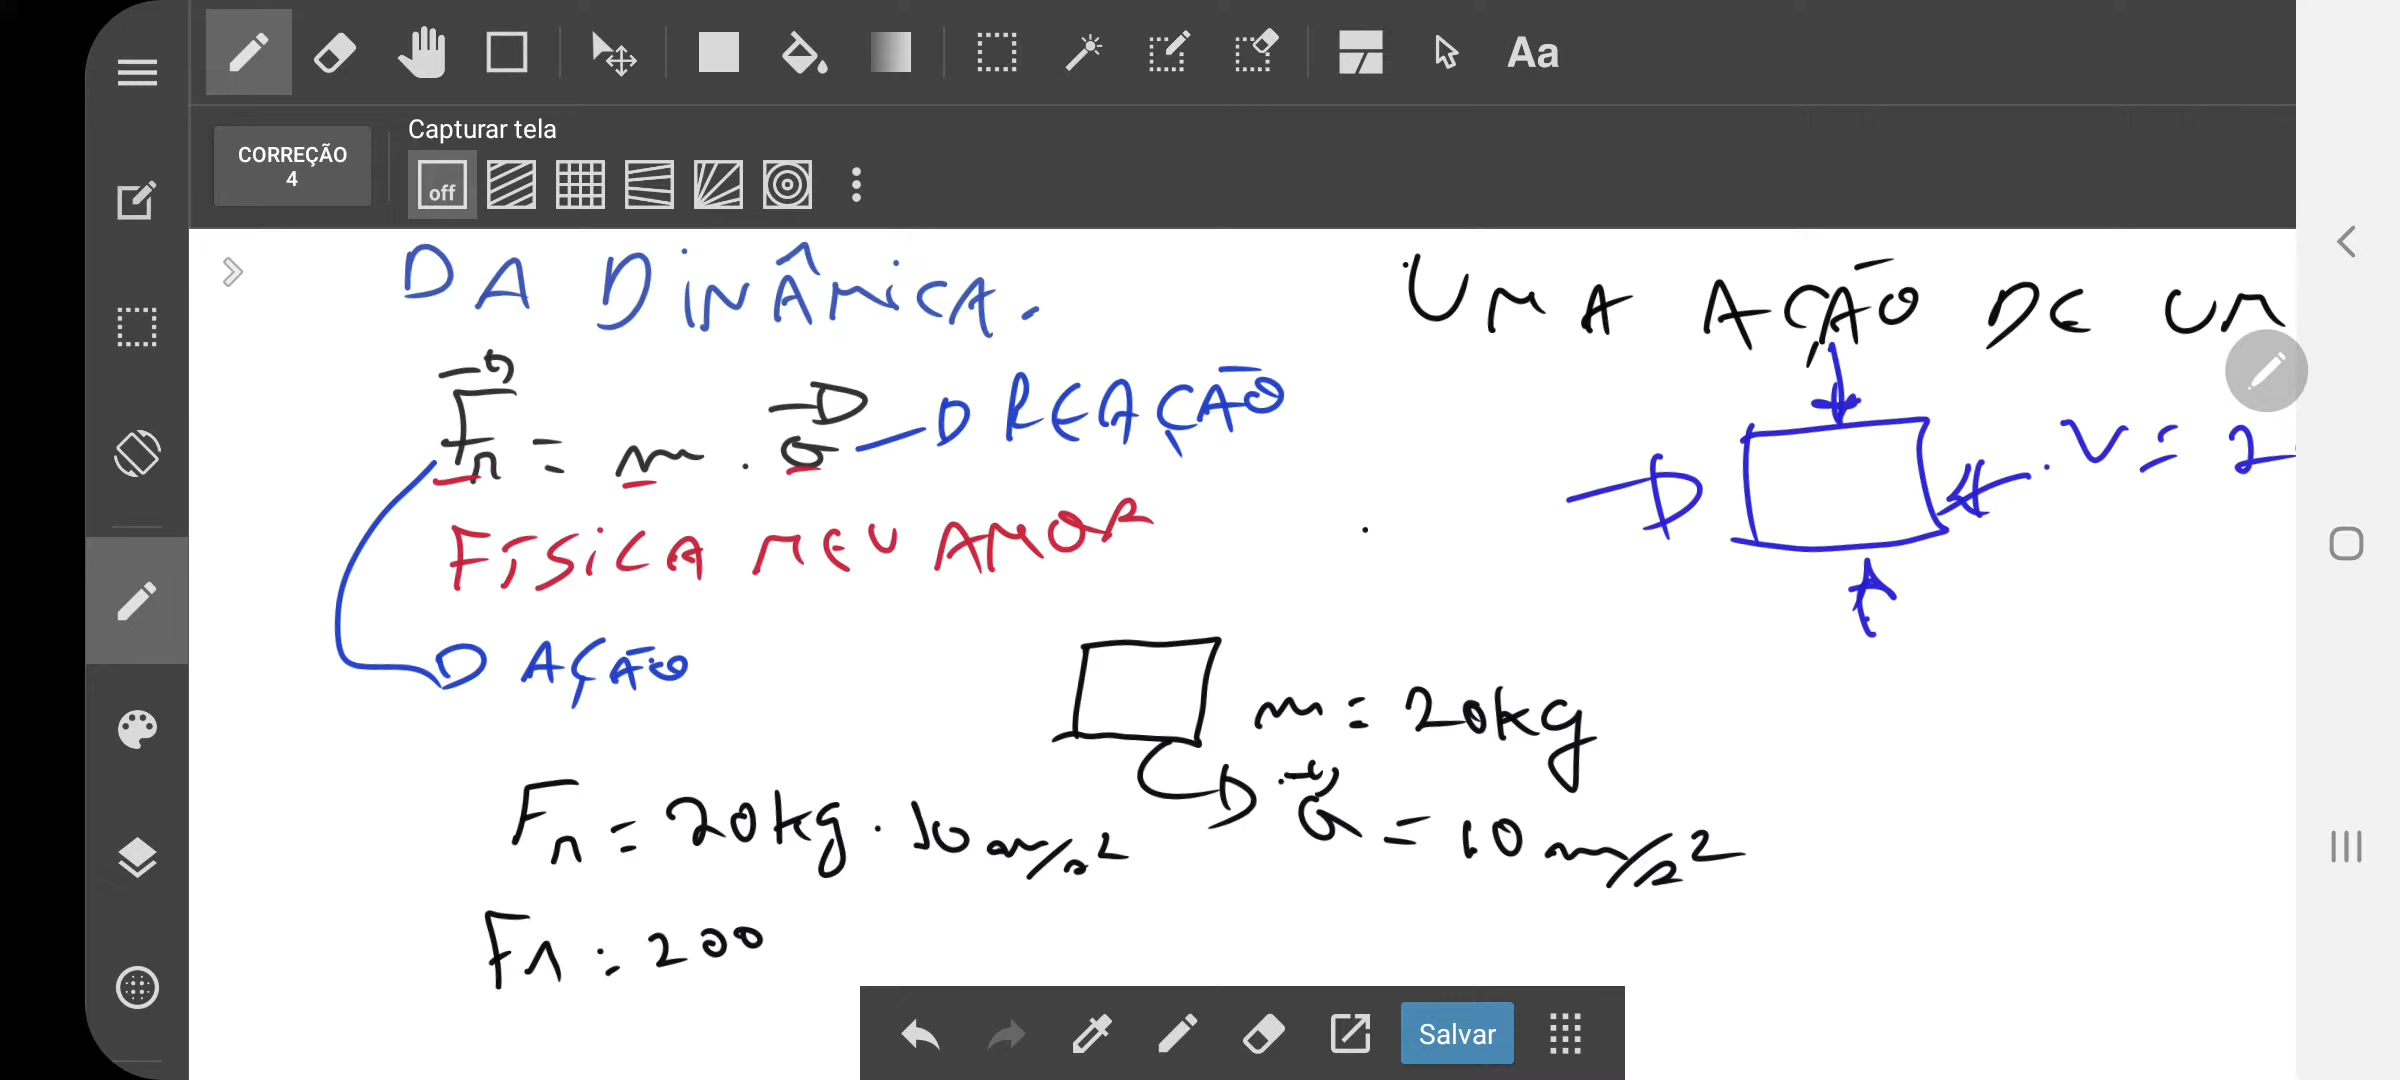 Aa
CORREÇÃO
4
Capturar tela
off
DA DINÂMICA.
UMA AÇÃO DE UM
Fr = m . a → REAÇÃO
V = 2
FÍSICA MEU AMOR
AÇÃO
m = 20kg
a = 10 m/s²
Fr = 20kg . 10 m/s²
Fr = 200
Salvar